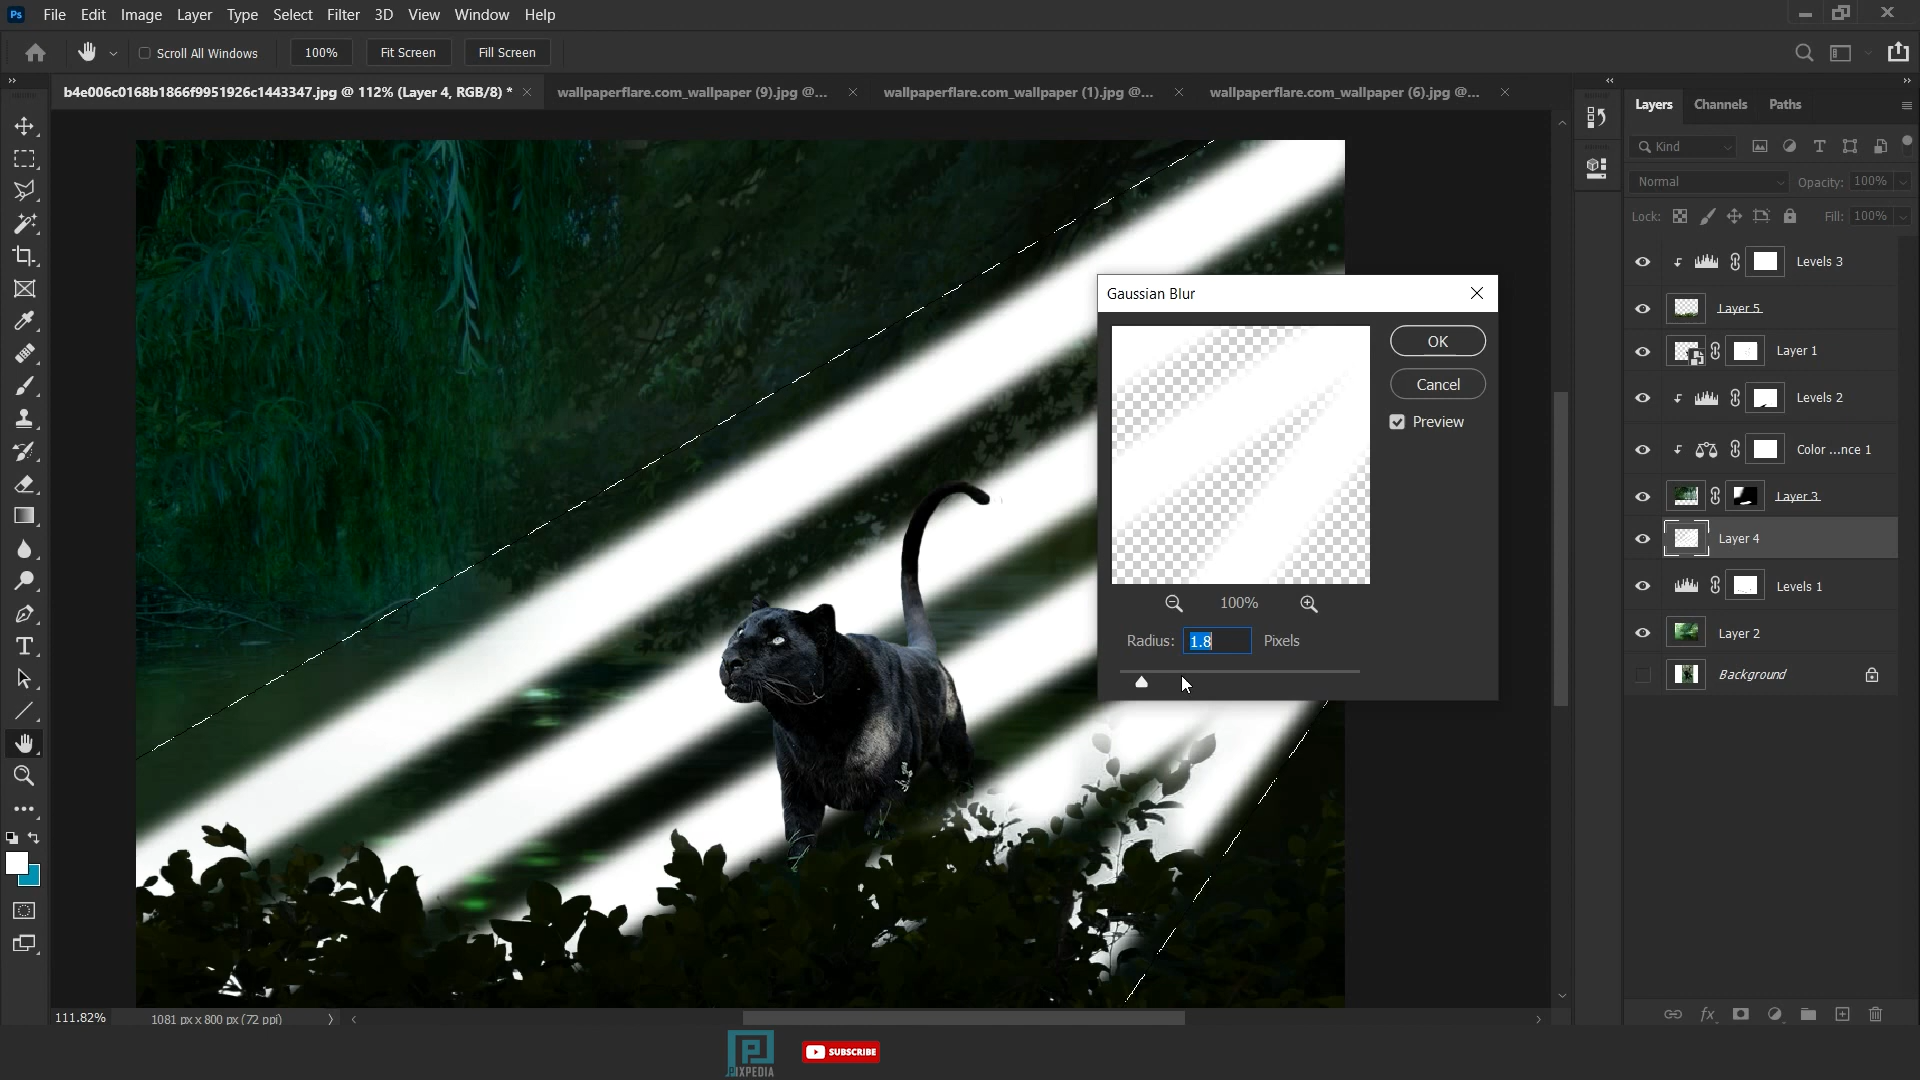 Ps File Edit Image Layer Type Select Filter 3D View Window Help
Scroll All Windows 100% Fit Screen Fill Screen
b4e006c0168b1866f9951926c1443347.jpg @ 112% (Layer 4, RGB/8) * wallpaperflare.com_wallpaper (9).jpg @... wallpaperflare.com_wallpaper (1).jpg @... wallpaperflare.com_wallpaper (6).jpg @...
Layers Channels Paths
Kind
Normal Opacity: 100%
Lock: Fill: 100%
Levels 3
Layer 5
Layer 1
Levels 2
Color ...nce 1
Layer 3
Layer 4
Levels 1
Layer 2
Background
Gaussian Blur
OK
Cancel
Preview
100%
Radius: 1.8 Pixels
111.82% 1081 px x 800 px (72 ppi)
PIXPEDIA
SUBSCRIBE